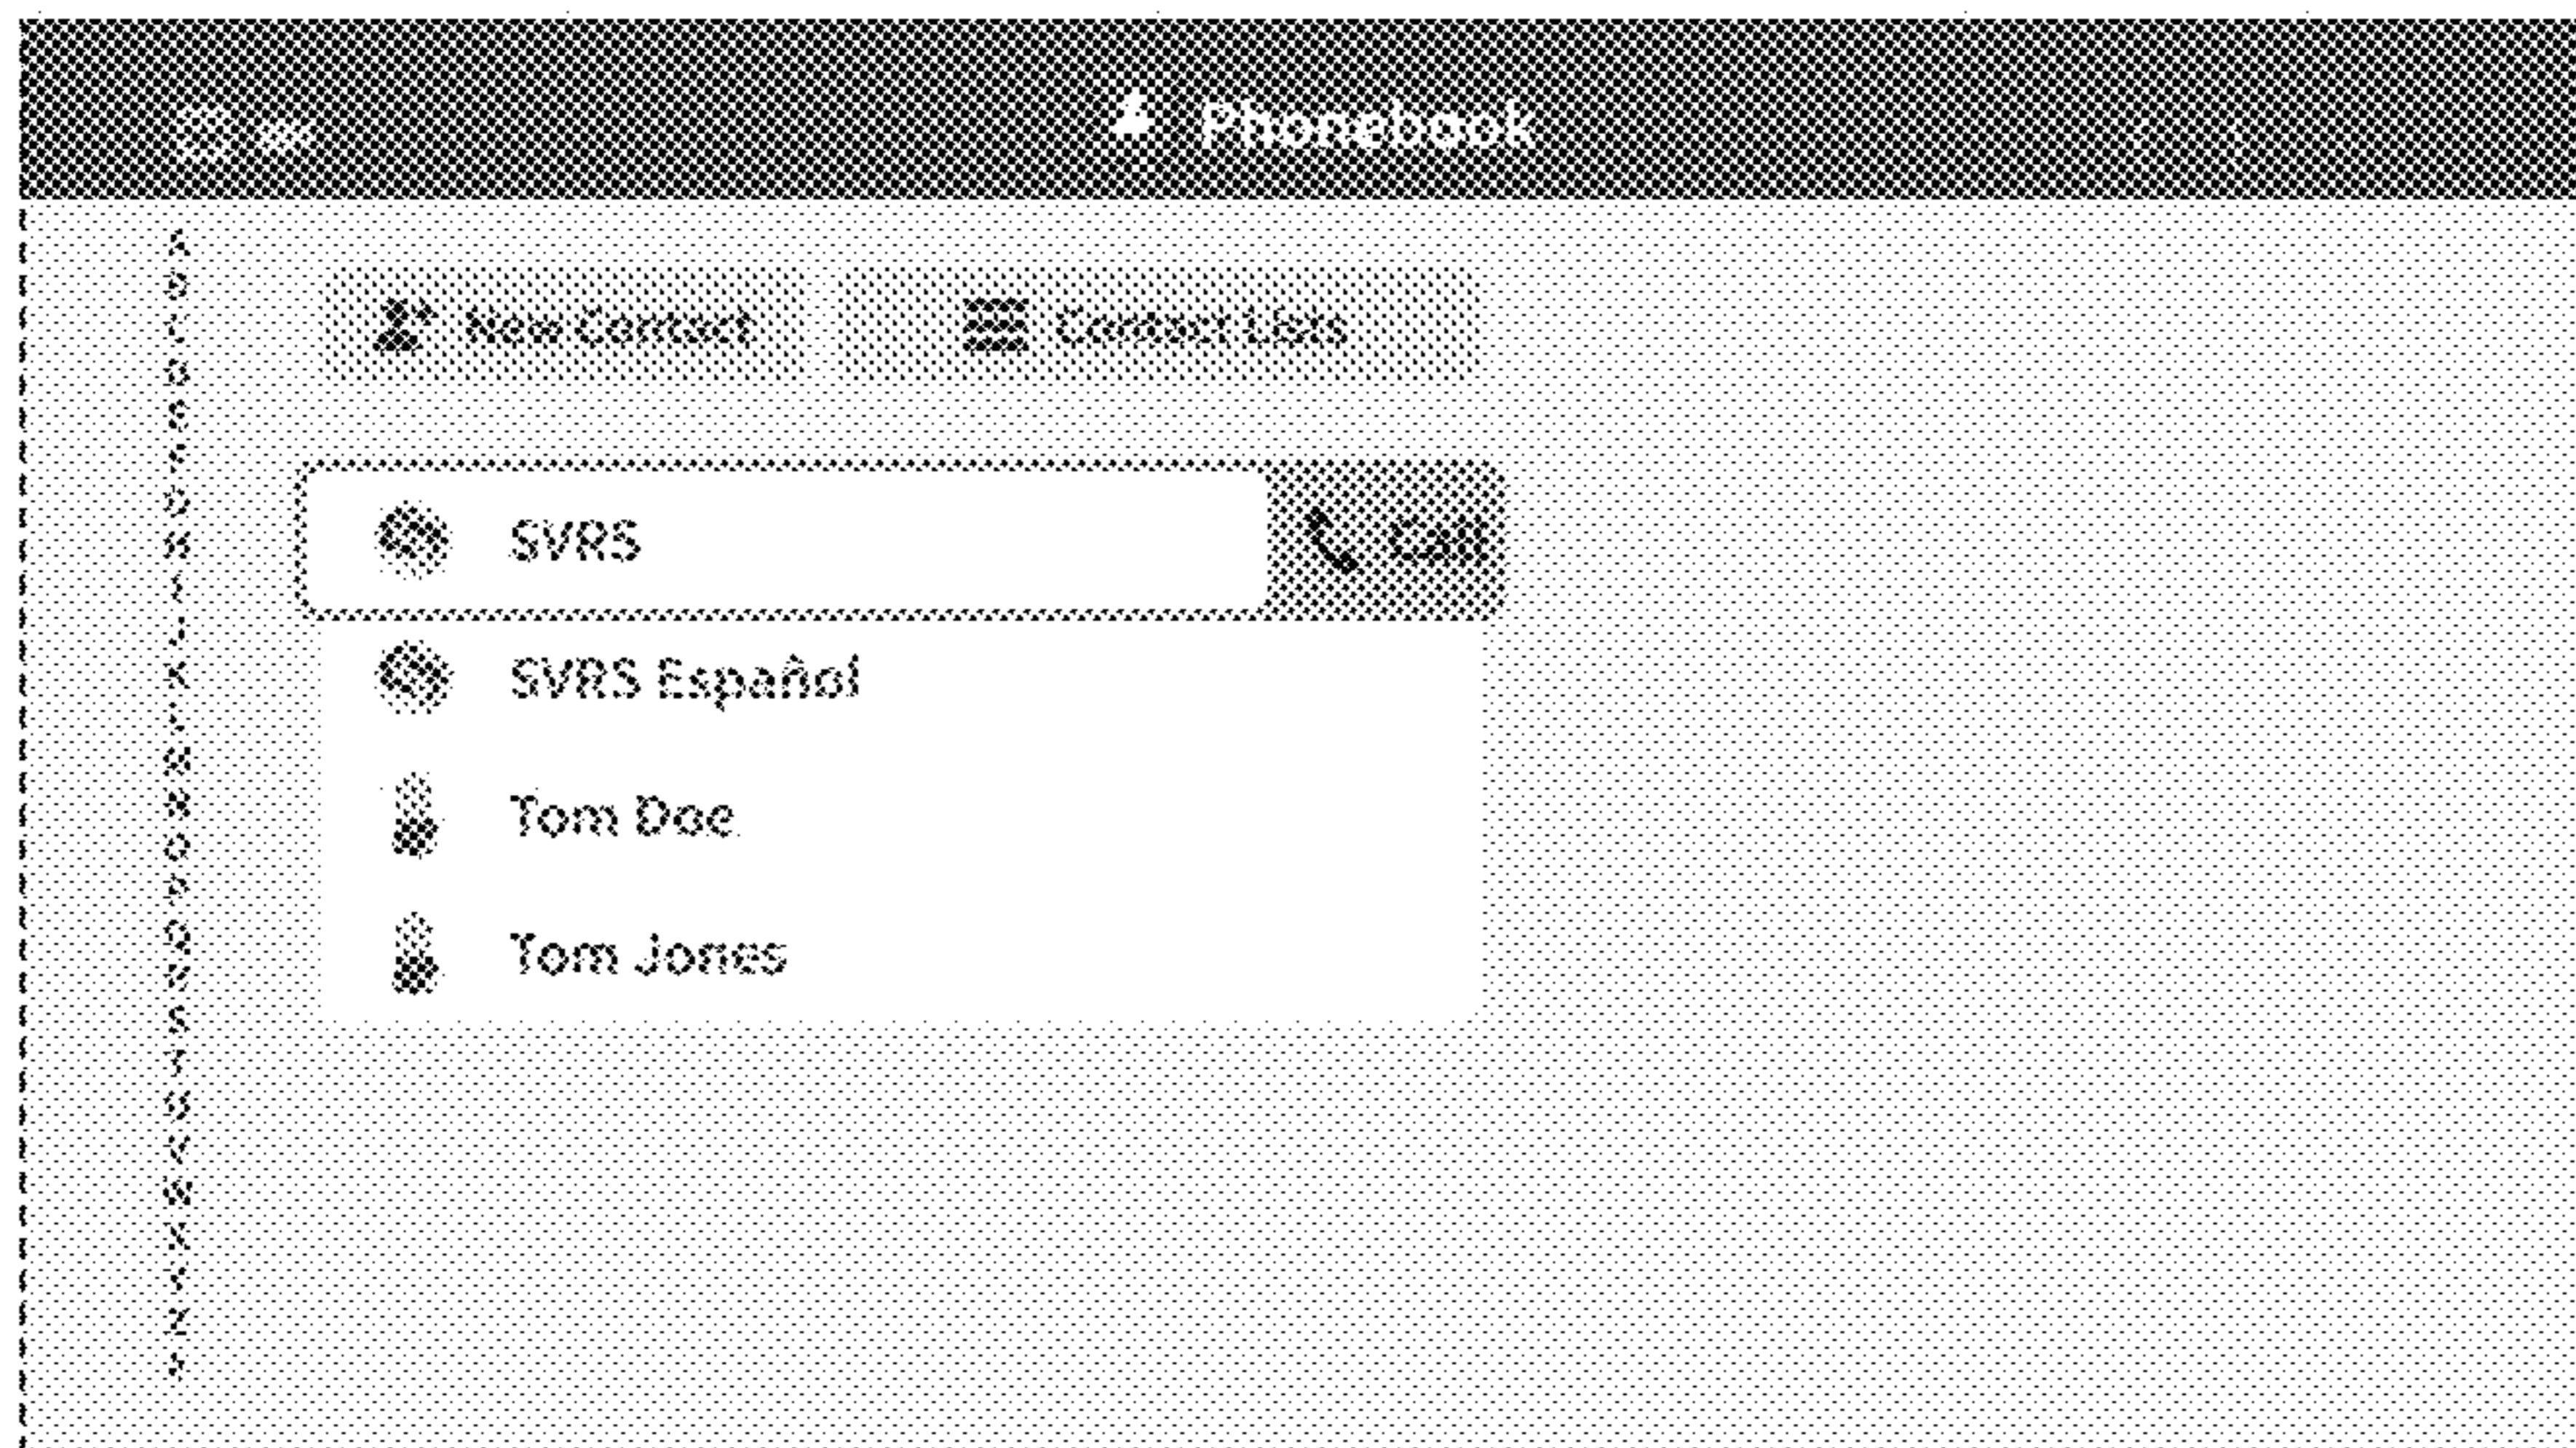 Phonebook
New Contact
Contact Lists
A
B
C
D
E
F
G
H
I
J
K
L
M
N
O
P
Q
R
S
T
U
V
W
X
Y
Z
SVRS
Call
SVRS Español
Tom Doe
Tom Jones